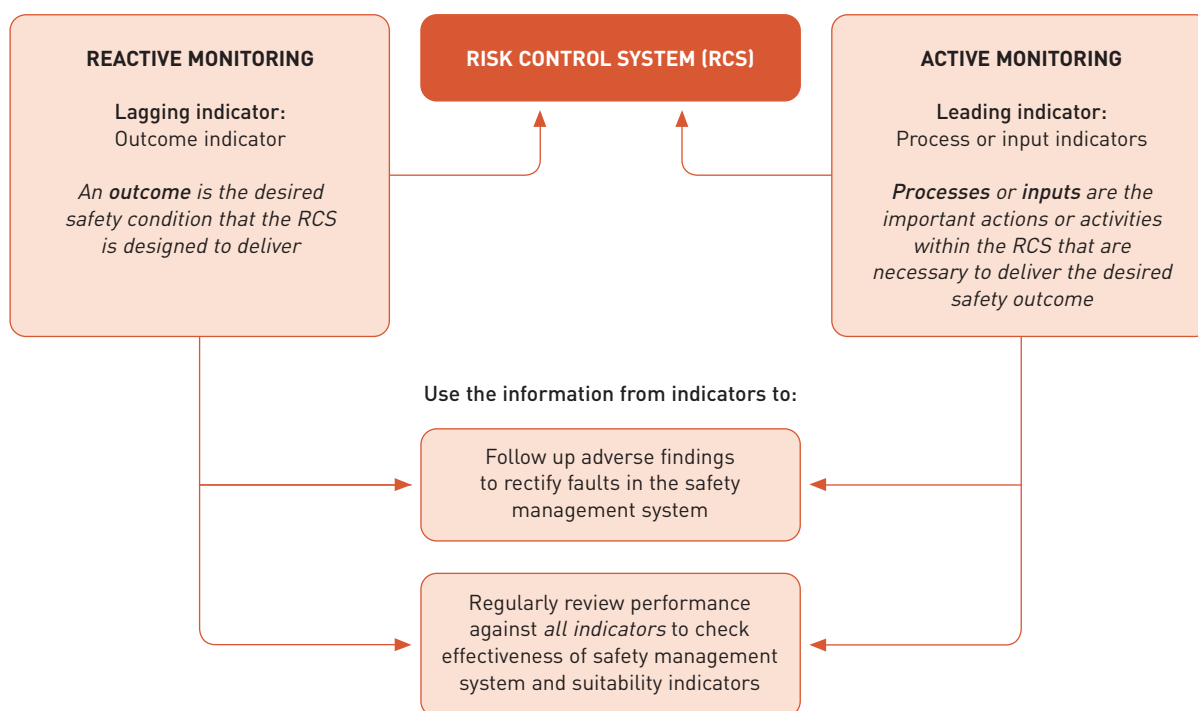 REACTIVE MONITORING
Lagging indicator:
Outcome indicator
An outcome is the desired
safety condition that the RCS
is designed to deliver
RISK CONTROL SYSTEM (RCS)
ACTIVE MONITORING
Leading indicator:
Process or input indicators
Processes or inputs are the
important actions or activities
within the RCS that are
necessary to deliver the desired
safety outcome
Use the information from indicators to:
Follow up adverse findings
to rectify faults in the safety
management system
Regularly review performance
against all indicators to check
effectiveness of safety management
system and suitability indicators